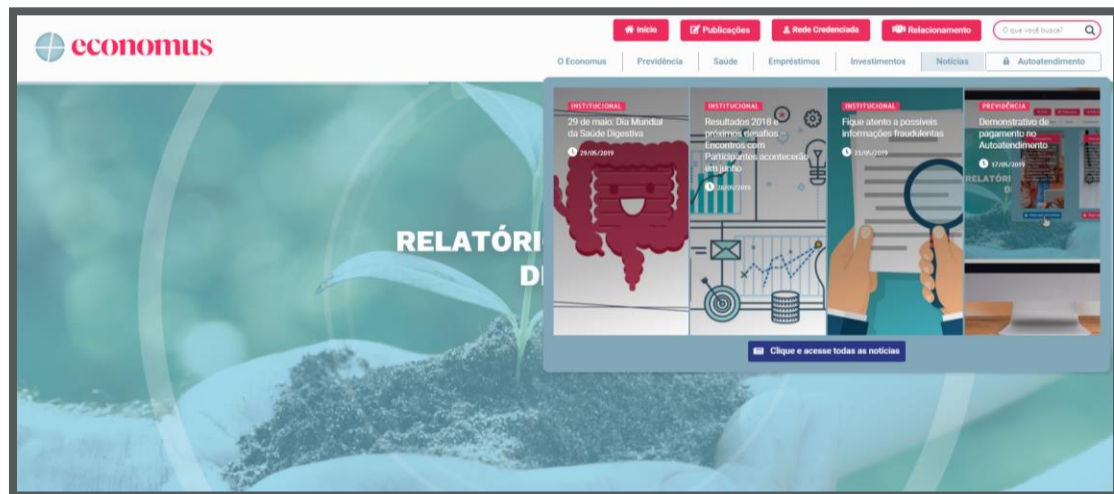 economus
Início
Publicações
Rede Credenciada
Relacionamento
O que você busca?
O Economus
Previdência
Saúde
Empréstimos
Investimentos
Notícias
Autoatendimento
INSTITUCIONAL
29 de maio: Dia Mundial
da Saúde Digestiva
29/05/2019
INSTITUCIONAL
Resultados 2018 e
próximos desafios -
Encontros com
Participantes acontecerão
em junho
28/05/2019
INSTITUCIONAL
Fique atento a possíveis
informações fraudulentas
23/05/2019
PREVIDÊNCIA
Demonstrativo de
pagamento no
Autoatendimento
17/05/2019
RELATÓRI
Clique e acesse todas as notícias
RELATÓRI
D